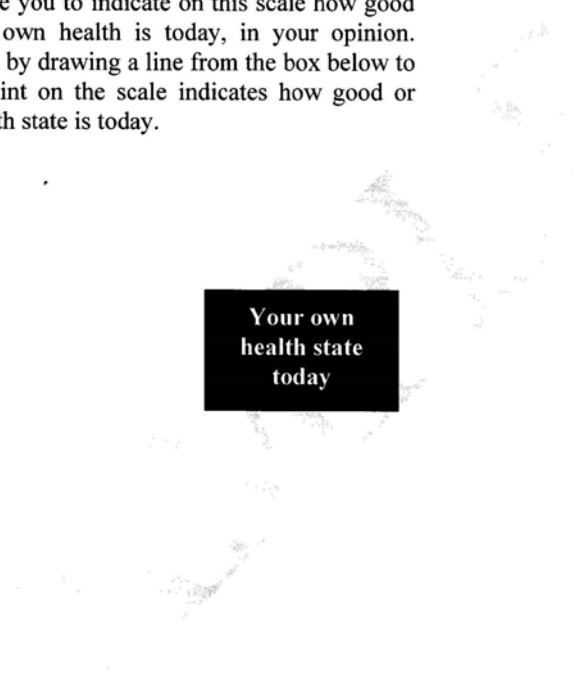 you to indicate on this scale how good
own health is today, in your opinion.
by drawing a line from the box below to
int on the scale indicates how good or
th state is today.
Your own
health state
today